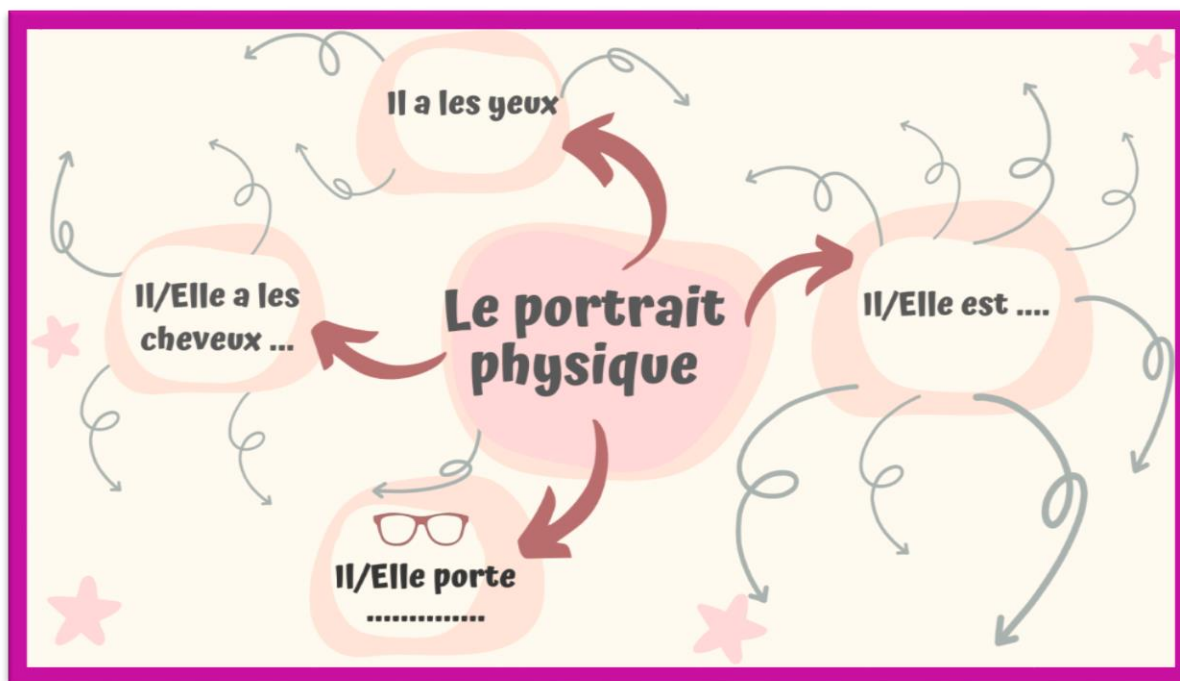 Il a les yeux
Il/Elle a les
cheveux ...
Le portrait
physique
Il/Elle est ....
Il/Elle porte
..............